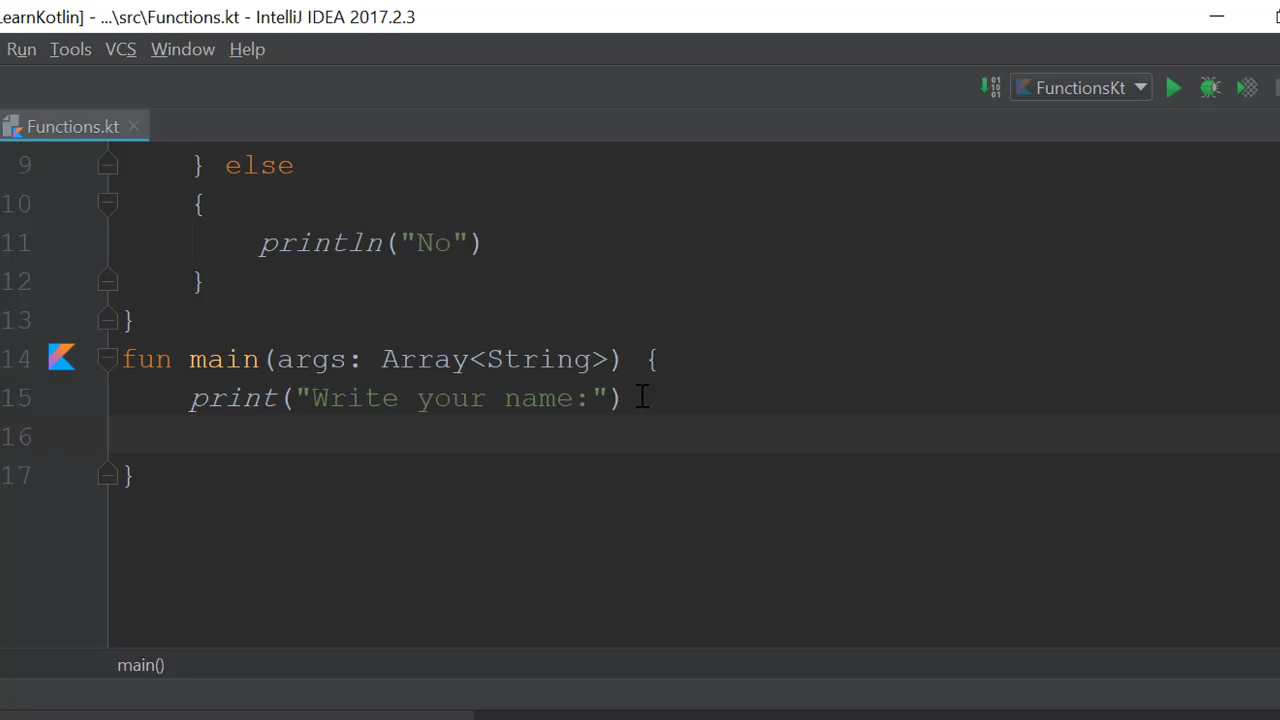 earnKotlin] - ...\src\Functions.kt - IntelliJ IDEA 2017.2.3
Run Tools VCS Window Help
FunctionsKt
Functions.kt
9 } else
10 {
11 println("No")
12 }
13 }
14 fun main(args: Array<String>) {
15 print("Write your name:")
16
17 }
main()